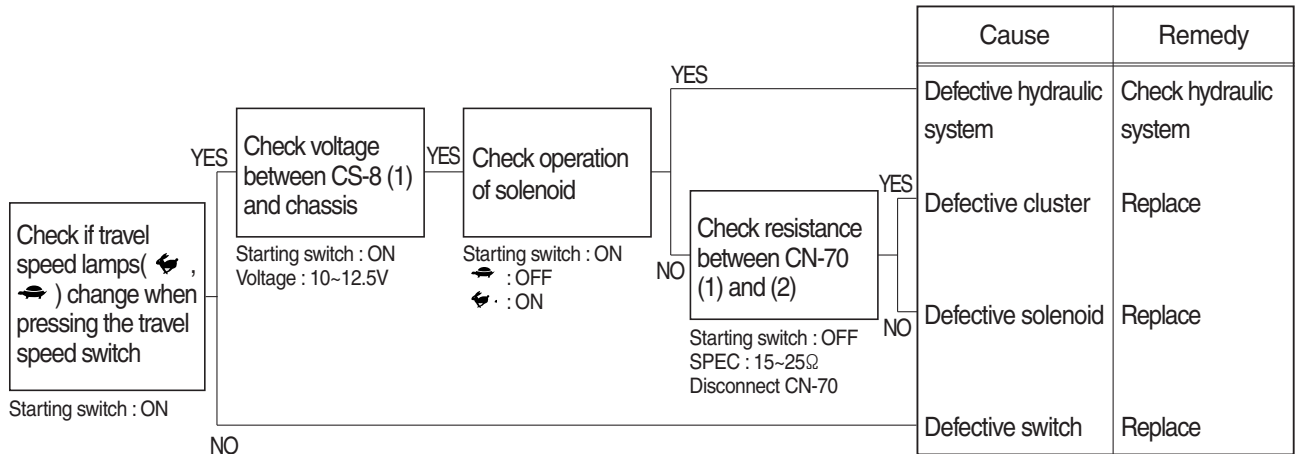 Cause
Remedy
YES
Defective hydraulic
system
Check hydraulic
system
YES
Check voltage
between CS-8 (1)
and chassis
Starting switch : ON
Voltage : 10~12.5V
YES
Check operation
of solenoid
Starting switch : ON
: OFF
: ON
NO
Check resistance
between CN-70
(1) and (2)
Starting switch : OFF
SPEC : 15~25Ω
Disconnect CN-70
YES
Defective cluster
Replace
NO
Defective solenoid
Replace
Check if travel
speed lamps( ,
) change when
pressing the travel
speed switch
Starting switch : ON
NO
Defective switch
Replace